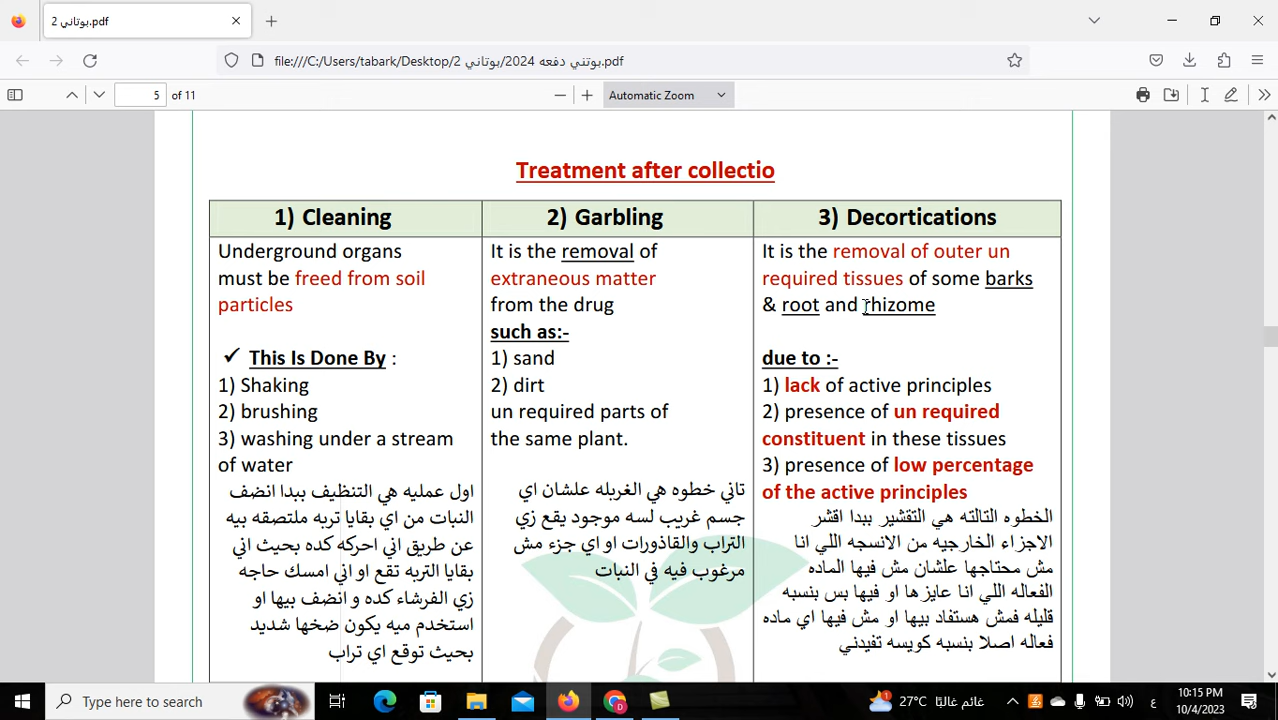 بوتاني 2.pdf
file:///C:/Users/tabark/Desktop/بوتني دفعه 2024/بوتاني 2.pdf
5 of 11
Automatic Zoom
Treatment after collectio
1) Cleaning
Underground organs
must be freed from soil
particles
✓ This Is Done By :
1) Shaking
2) brushing
3) washing under a stream
of water
اول عمليه هي التنظيف ببدا انضف
النبات من اي بقايا تربه ملتصقه بيه
عن طريق اني احركه كده بحيث اني
بقايا التربه تقع او اني امسك حاجه
زي الفرشاء كده و انضف بيها او
استخدم ميه يكون ضخها شديد
بحيث توقع اي تراب
2) Garbling
It is the removal of
extraneous matter
from the drug
such as:-
1) sand
2) dirt
un required parts of
the same plant.
تاني خطوه هي الغربله علشان اي
جسم غريب لسه موجود يقع زي
التراب والقاذورات او اي جزء مش
مرغوب فيه في النبات
3) Decortications
It is the removal of outer un
required tissues of some barks
& root and rhizome
due to :-
1) lack of active principles
2) presence of un required
constituent in these tissues
3) presence of low percentage
of the active principles
الخطوه التالته هي التقشير ببدا اقشر
الاجزاء الخارجيه من الانسجه اللي انا
مش محتاجها علشان مش فيها الماده
الفعاله اللي انا عايزها او فيها بس بنسبه
قليله فمش هستفاد بيها او مش فيها اي ماده
فعاله اصلا بنسبه كويسه تفيدني
Type here to search
27°C غائم غالبًا
ع
10:15 PM
10/4/2023